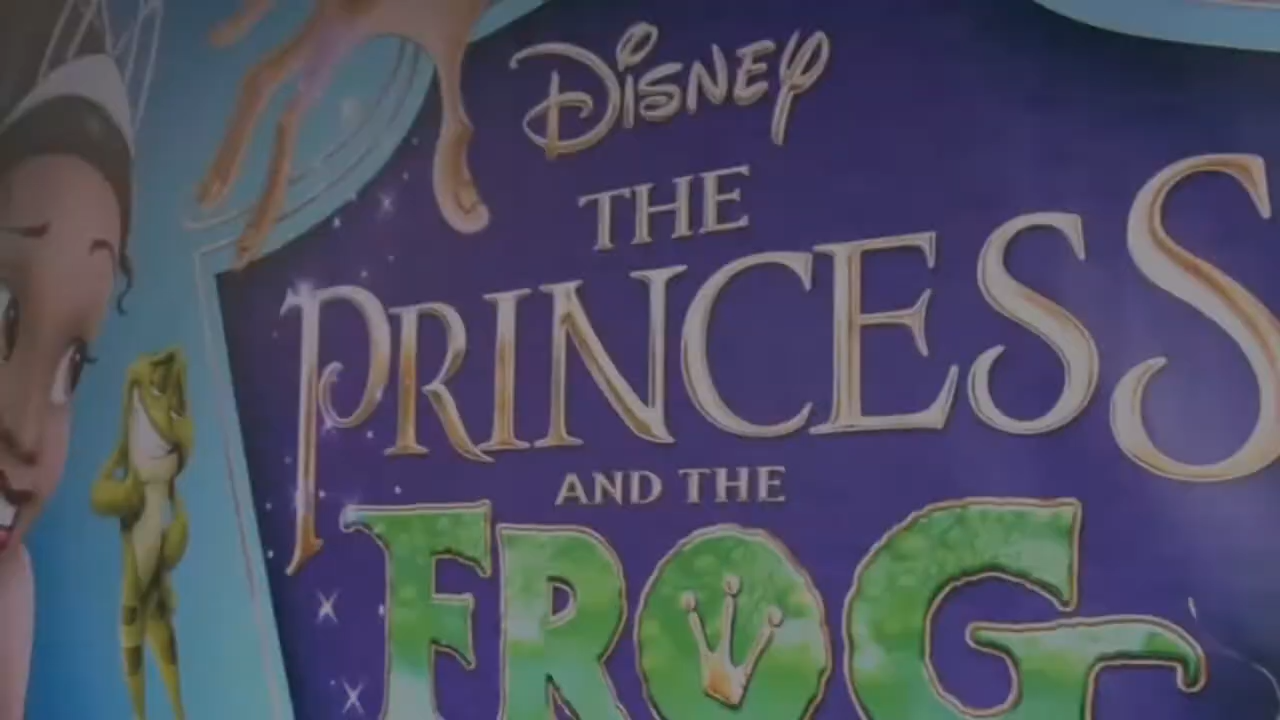 Disney
THE
PRINCESS
AND THE
FROG